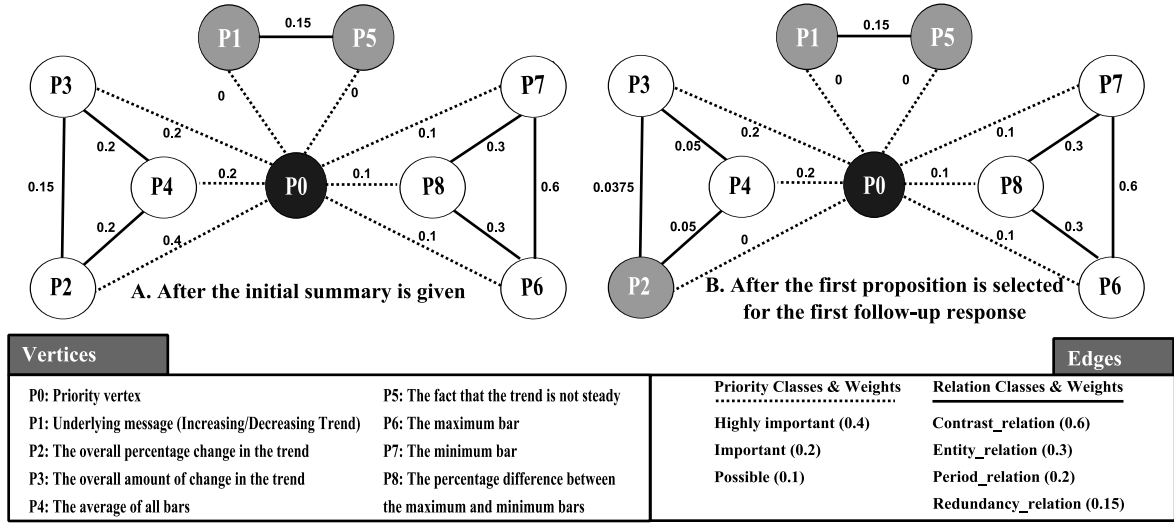 0.15
P1
P5
P3
P7
0
0
0.2
0.1
0.2
0.3
0.15
P4
0.2
P0
0.1
P8
0.6
0.2
0.4
0.1
0.3
P2
P6
A. After the initial summary is given
0.15
P1
P5
P3
P7
0
0
0.2
0.1
0.05
0.3
0.0375
P4
0.2
P0
0.1
P8
0.6
0.05
0
0.1
0.3
P2
P6
B. After the first proposition is selected
for the first follow-up response
Vertices
P0: Priority vertex
P1: Underlying message (Increasing/Decreasing Trend)
P2: The overall percentage change in the trend
P3: The overall amount of change in the trend
P4: The average of all bars
P5: The fact that the trend is not steady
P6: The maximum bar
P7: The minimum bar
P8: The percentage difference between
the maximum and minimum bars
Edges
Priority Classes & Weights
Highly important (0.4)
Important (0.2)
Possible (0.1)
Relation Classes & Weights
Contrast_relation (0.6)
Entity_relation (0.3)
Period_relation (0.2)
Redundancy_relation (0.15)